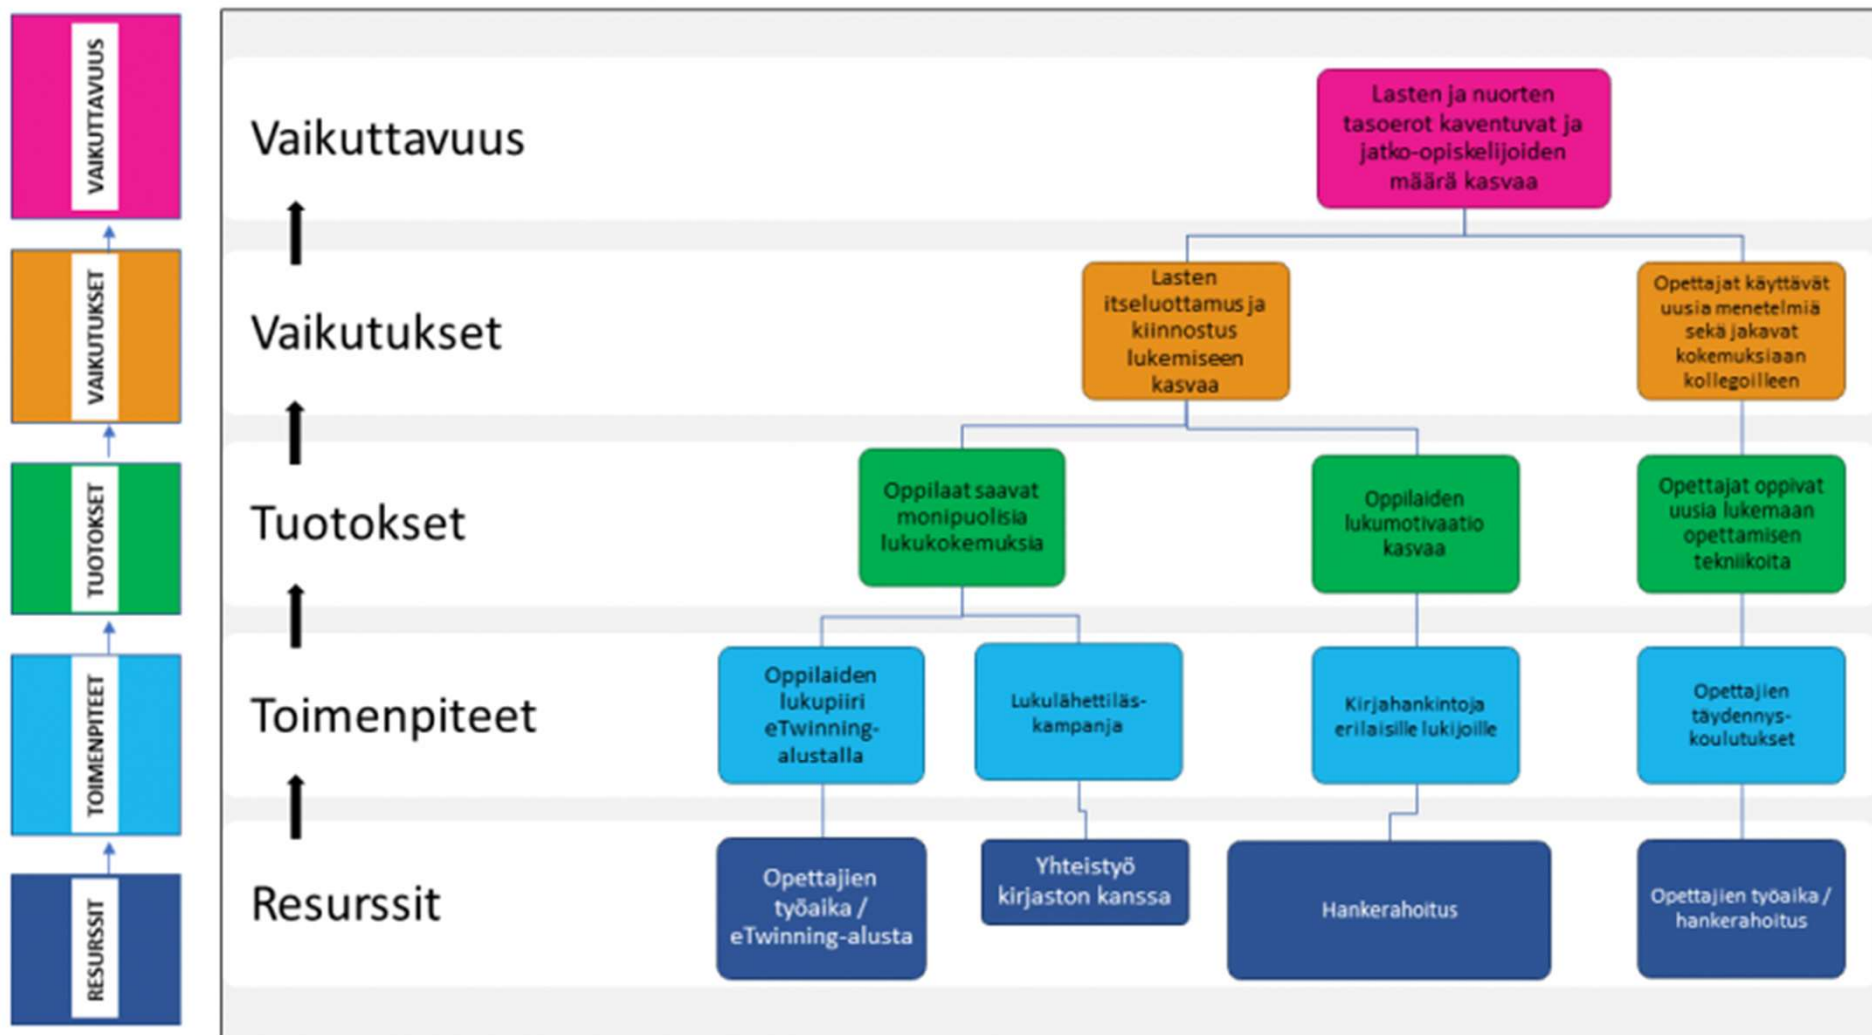 VAIKUTTAVUUS
VAIKUTUKSET
TUOTOKSET
TOIMENPITEET
RESURSSIT
Vaikuttavuus
Lasten ja nuorten
tasoerot kaventuvat ja
jatko-opiskelijoiden
määrä kasvaa
Vaikutukset
Lasten
itseluottamus ja
kiinnostus
lukemiseen
kasvaa
Opettajat käyttävät
uusia menetelmiä
sekä jakavat
kokemuksiaan
kollegoilleen
Tuotokset
Oppilaat saavat
monipuolisia
lukukokemuksia
Oppilaiden
lukumotivaatio
kasvaa
Opettajat oppivat
uusia lukemaan
opettamisen
tekniikoita
Toimenpiteet
Oppilaiden
lukupiiri
eTwinning-
alustalla
Lukulähettiläs-
kampanja
Kirjahankintoja
erilaisille lukijoille
Opettajien
täydennys-
koulutukset
Resurssit
Opettajien
työaika /
eTwinning-alusta
Yhteistyö
kirjaston kanssa
Hankerahoitus
Opettajien työaika /
hankerahoitus